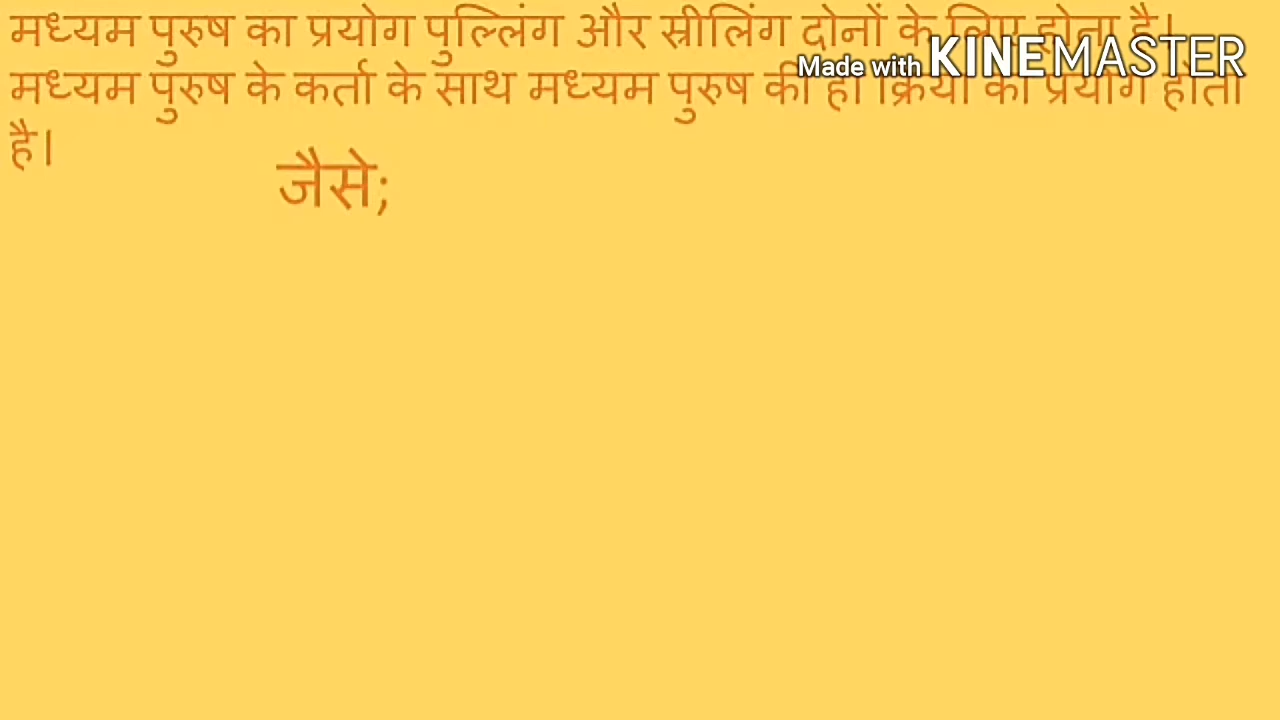 मध्यम पुरुष का प्रयोग पुल्लिंग और स्रीलिंग दोनों के लिए होता है।
Made with KINEMASTER
मध्यम पुरुष के कर्ता के साथ मध्यम पुरुष की ही क्रिया का प्रयोग होता
है।
जैसे;